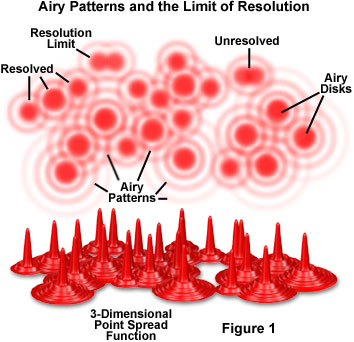 Airy Patterns and the Limit of Resolution
Resolution
Limit
Unresolved
Resolved
Airy
Disks
Airy
Patterns
3-Dimensional
Point Spread
Function
Figure 1